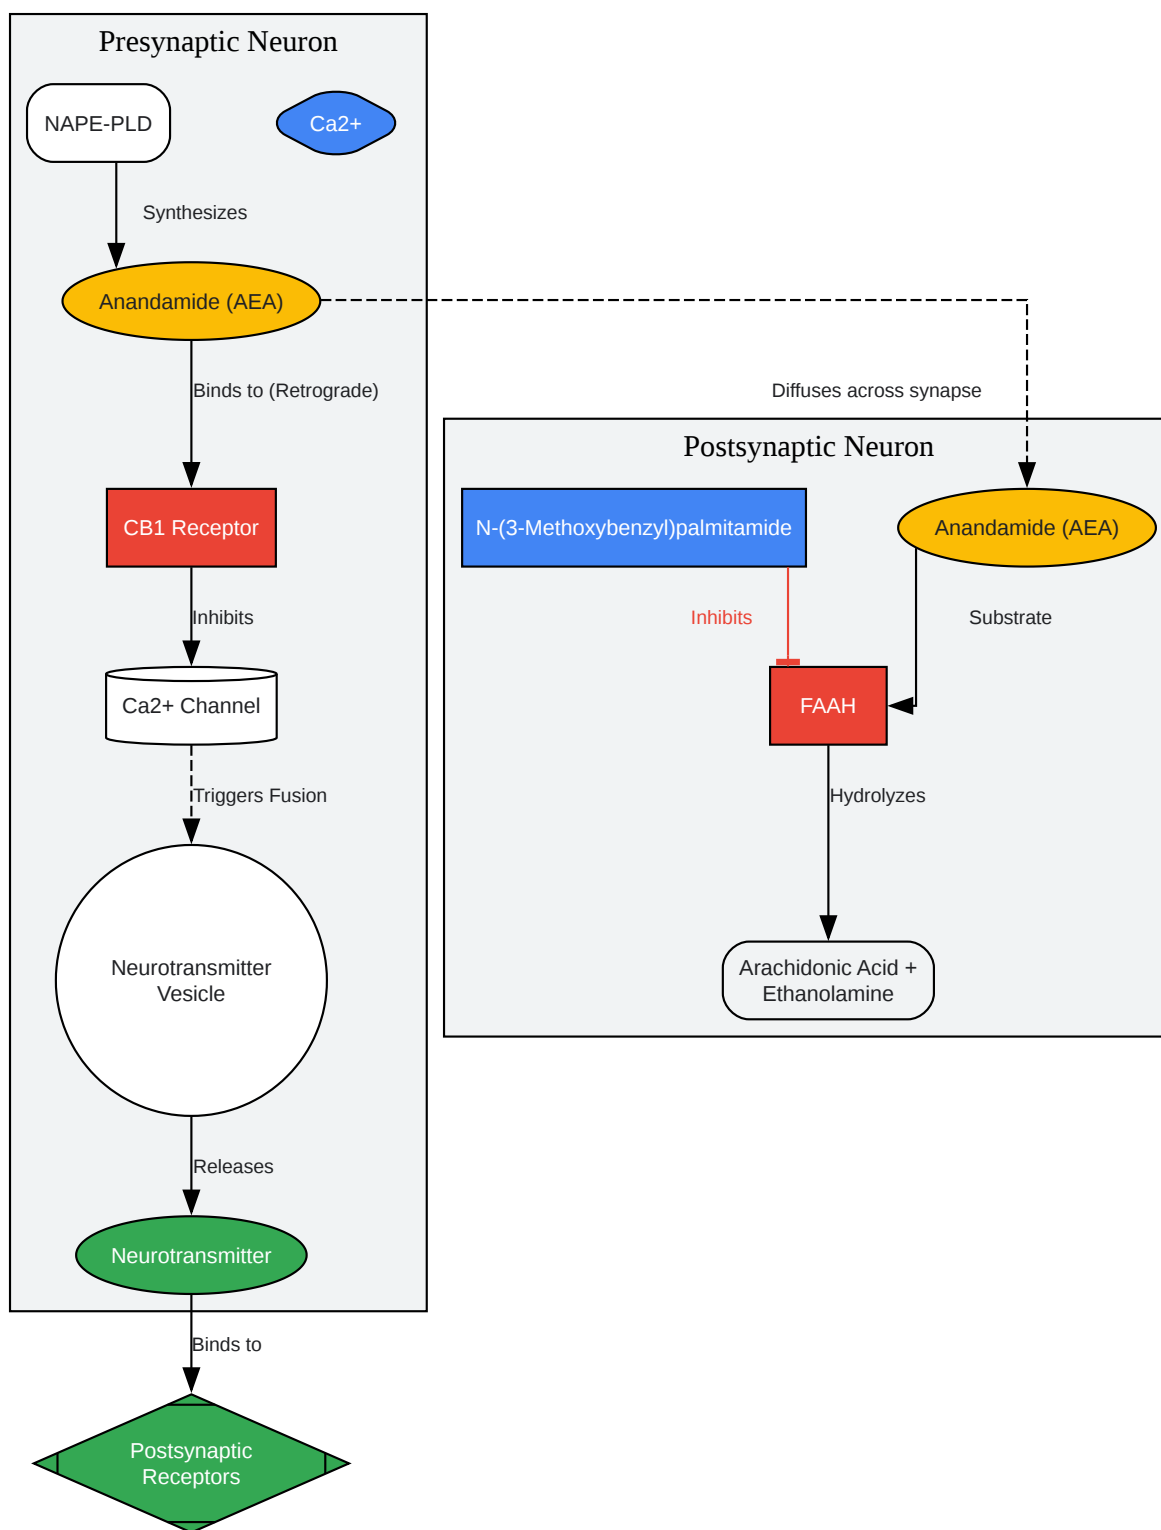 Presynaptic Neuron
NAPE-PLD
Ca2+
Synthesizes
Anandamide (AEA)
Binds to (Retrograde)
Diffuses across synapse
CB1 Receptor
Inhibits
Ca2+ Channel
Triggers Fusion
Neurotransmitter
Vesicle
Releases
Neurotransmitter
Binds to
Postsynaptic
Receptors
Postsynaptic Neuron
N-(3-Methoxybenzyl)palmitamide
Anandamide (AEA)
Inhibits
Substrate
FAAH
Hydrolyzes
Arachidonic Acid +
Ethanolamine